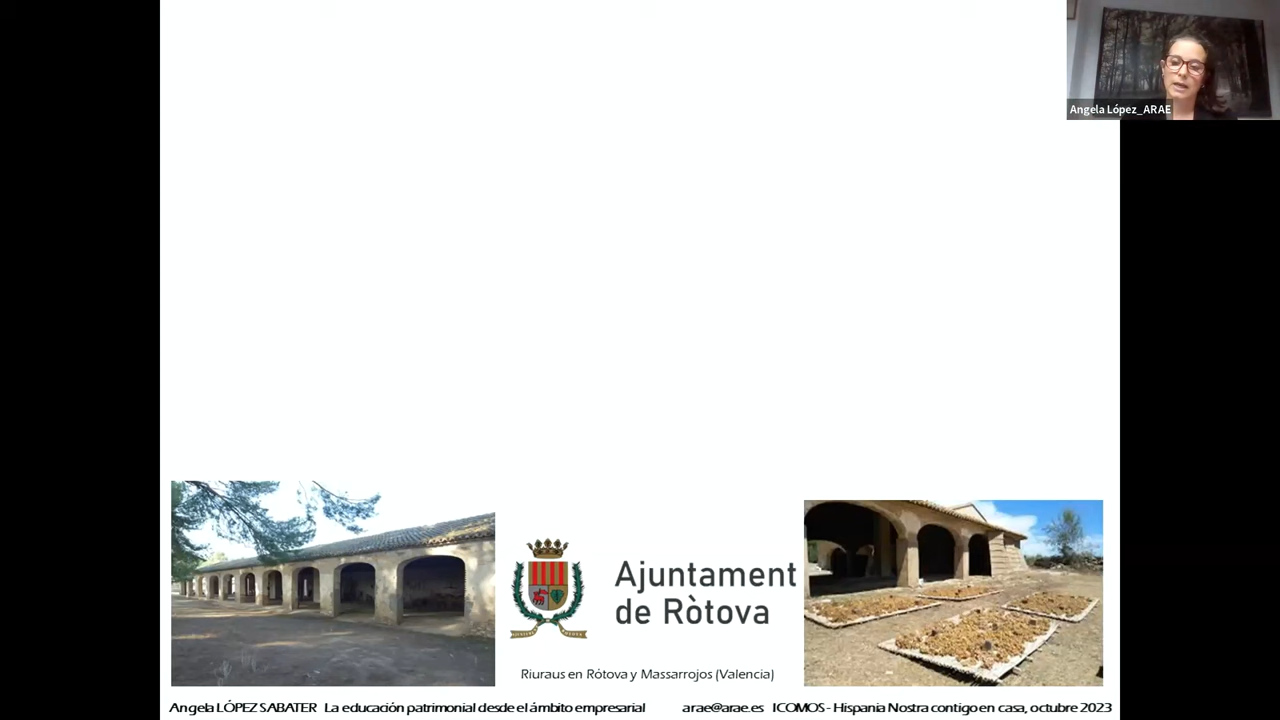 Angela López_ARAE
Ajuntament
de Ròtova
Riuraus en Ròtova y Massarrojos (Valencia)
Angela LÓPEZ SABATER La educación patrimonial desde el ámbito empresarial arae@arae.es ICOMOS - Hispania Nostra contigo en casa, octubre 2023